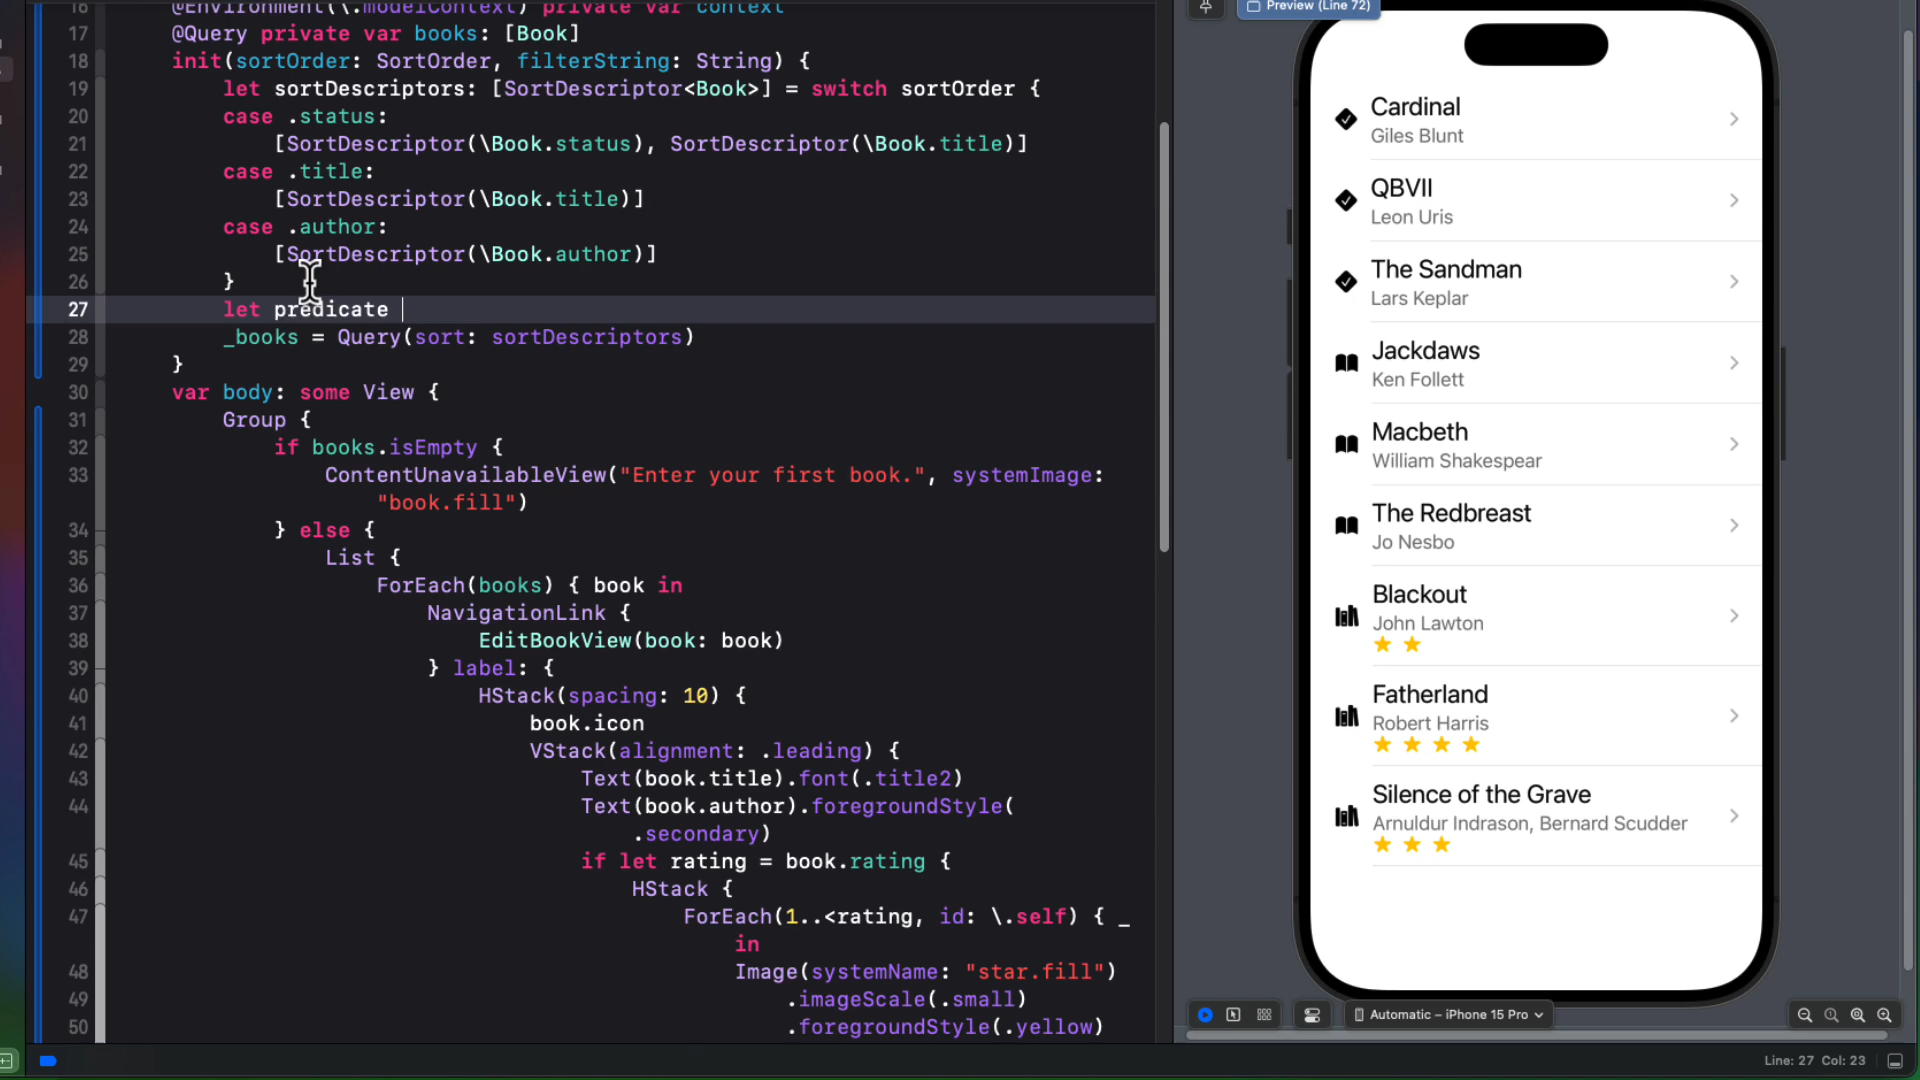 16 @Environment(\.modelContext) private var context
17 @Query private var books: [Book]
18 init(sortOrder: SortOrder, filterString: String) {
19 let sortDescriptors: [SortDescriptor<Book>] = switch sortOrder {
20 case .status:
21 [SortDescriptor(\Book.status), SortDescriptor(\Book.title)]
22 case .title:
23 [SortDescriptor(\Book.title)]
24 case .author:
25 [SortDescriptor(\Book.author)]
26 }
27 let predicate
28 _books = Query(sort: sortDescriptors)
29 }
30 var body: some View {
31 Group {
32 if books.isEmpty {
33 ContentUnavailableView("Enter your first book.", systemImage:
"book.fill")
34 } else {
35 List {
36 ForEach(books) { book in
37 NavigationLink {
38 EditBookView(book: book)
39 } label: {
40 HStack(spacing: 10) {
41 book.icon
42 VStack(alignment: .leading) {
43 Text(book.title).font(.title2)
44 Text(book.author).foregroundStyle(
.secondary)
45 if let rating = book.rating {
46 HStack {
47 ForEach(1..<rating, id: \.self) { _
in
48 Image(systemName: "star.fill")
49 .imageScale(.small)
50 .foregroundStyle(.yellow)
Preview (Line 72)
Cardinal
Giles Blunt
QBVII
Leon Uris
The Sandman
Lars Keplar
Jackdaws
Ken Follett
Macbeth
William Shakespear
The Redbreast
Jo Nesbo
Blackout
John Lawton
Fatherland
Robert Harris
Silence of the Grave
Arnuldur Indrason, Bernard Scudder
Automatic – iPhone 15 Pro
Line: 27 Col: 23